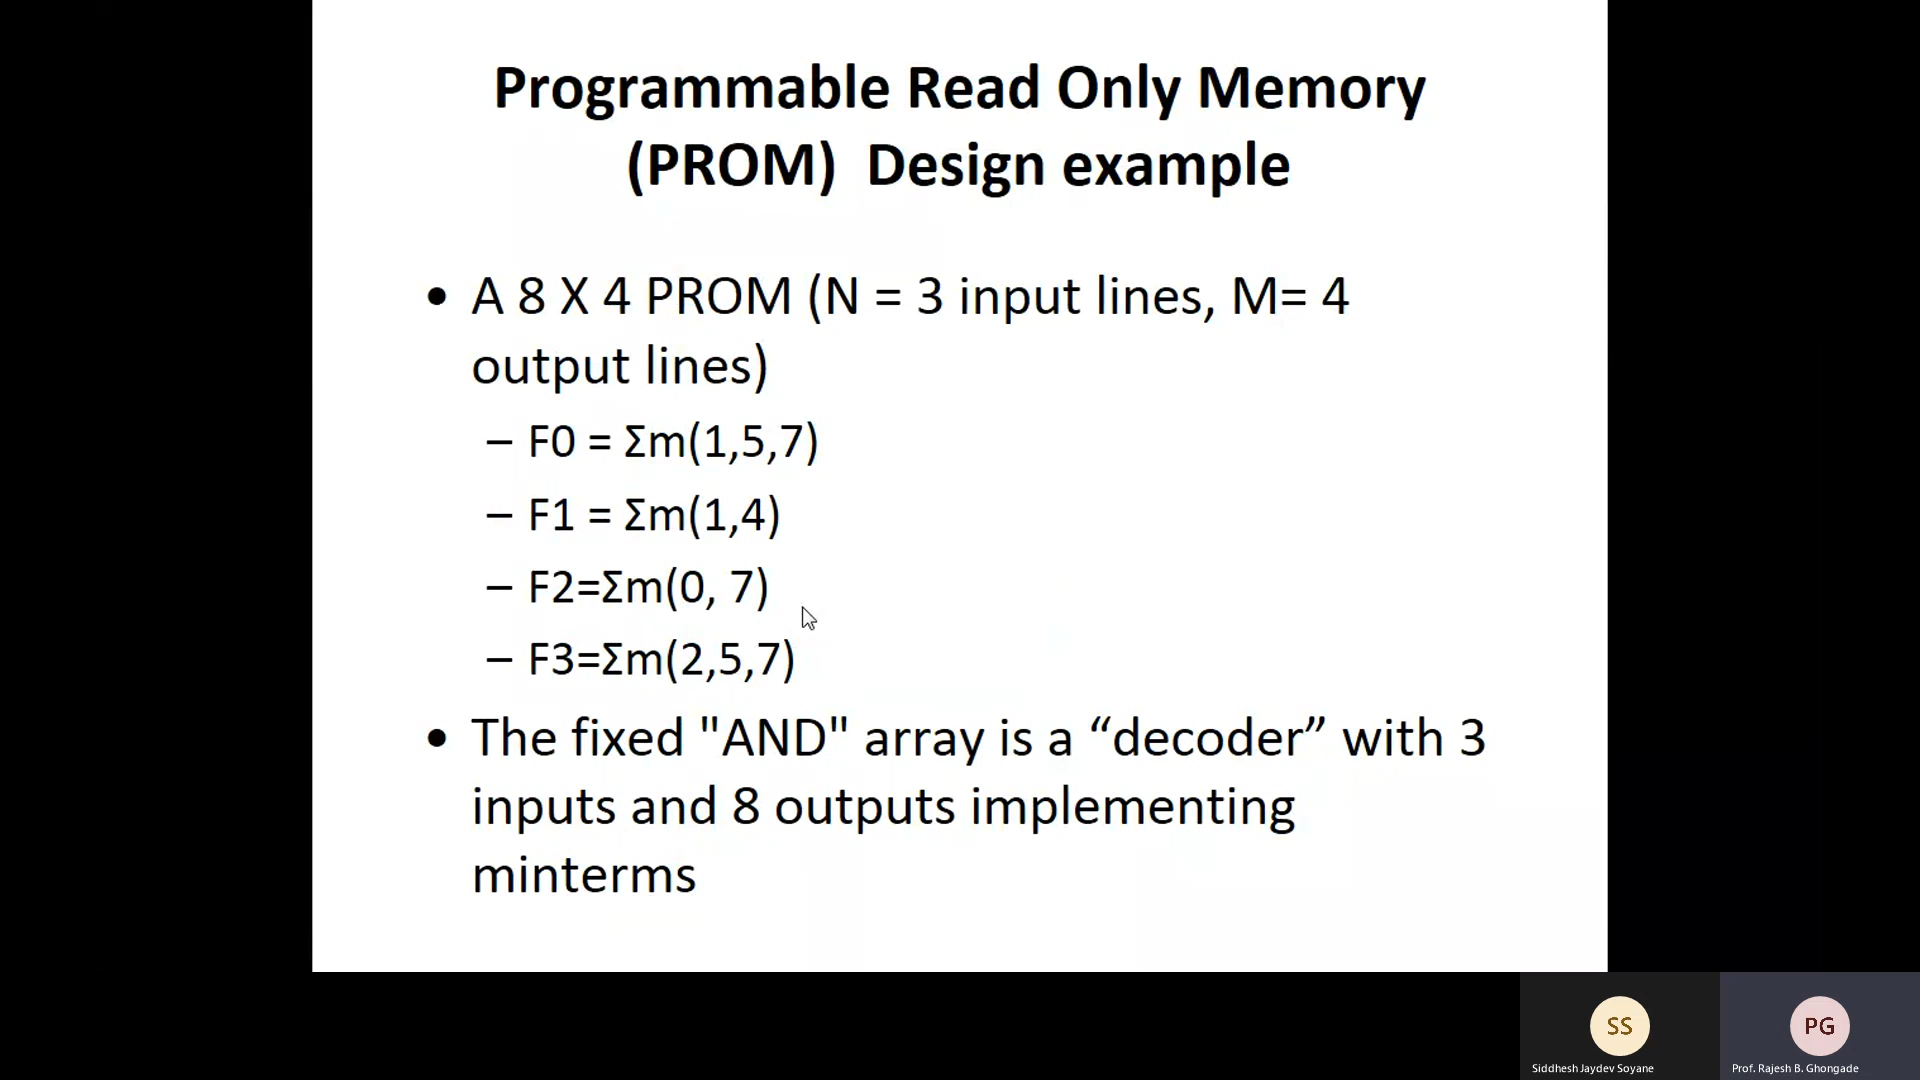 Programmable Read Only Memory
(PROM)  Design example
• A 8 X 4 PROM (N = 3 input lines, M= 4
output lines)
– F0 = Σm(1,5,7)
– F1 = Σm(1,4)
– F2=Σm(0, 7)
– F3=Σm(2,5,7)
• The fixed "AND" array is a “decoder” with 3
inputs and 8 outputs implementing
minterms
SS
PG
Siddhesh Jaydev Soyane
Prof. Rajesh B. Ghongade